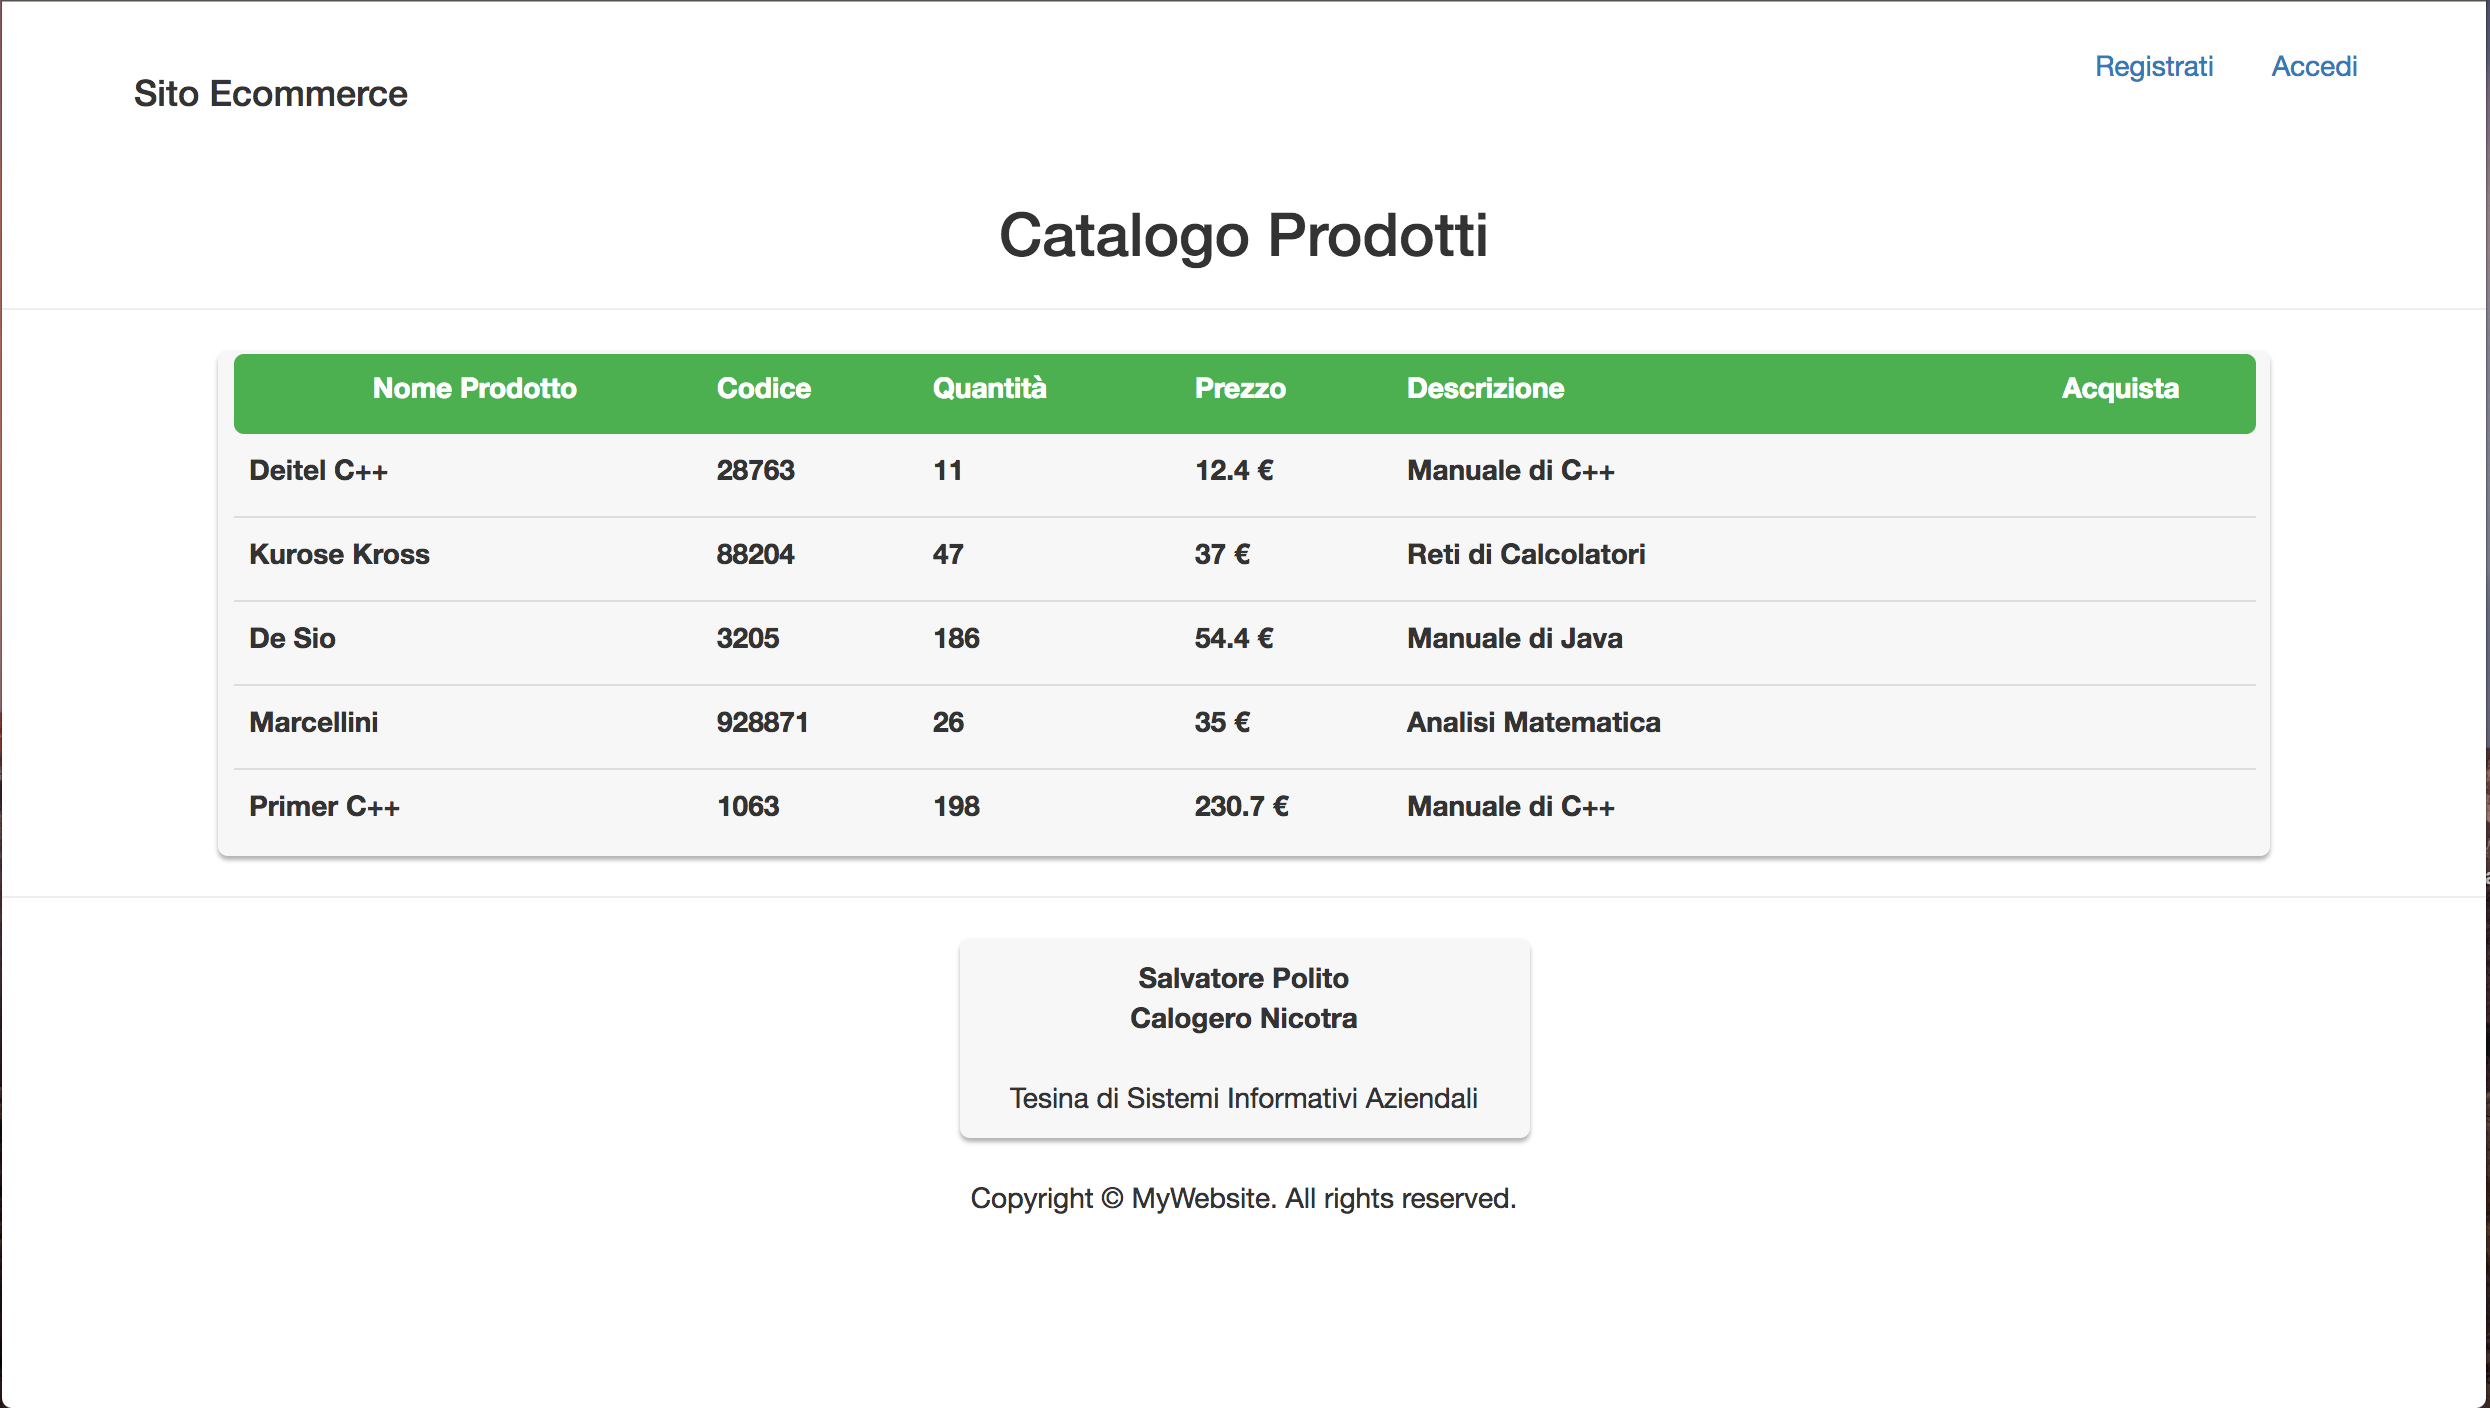 Registrati Accedi
Sito Ecommerce
Catalogo Prodotti
Nome Prodotto Codice Quantità Prezzo Descrizione Acquista
Deitel C++ 28763 11 12.4 € Manuale di C++
Kurose Kross 88204 47 37 € Reti di Calcolatori
De Sio 3205 186 54.4 € Manuale di Java
Marcellini 928871 26 35 € Analisi Matematica
Primer C++ 1063 198 230.7 € Manuale di C++
Salvatore Polito
Calogero Nicotra
Tesina di Sistemi Informativi Aziendali
Copyright © MyWebsite. All rights reserved.